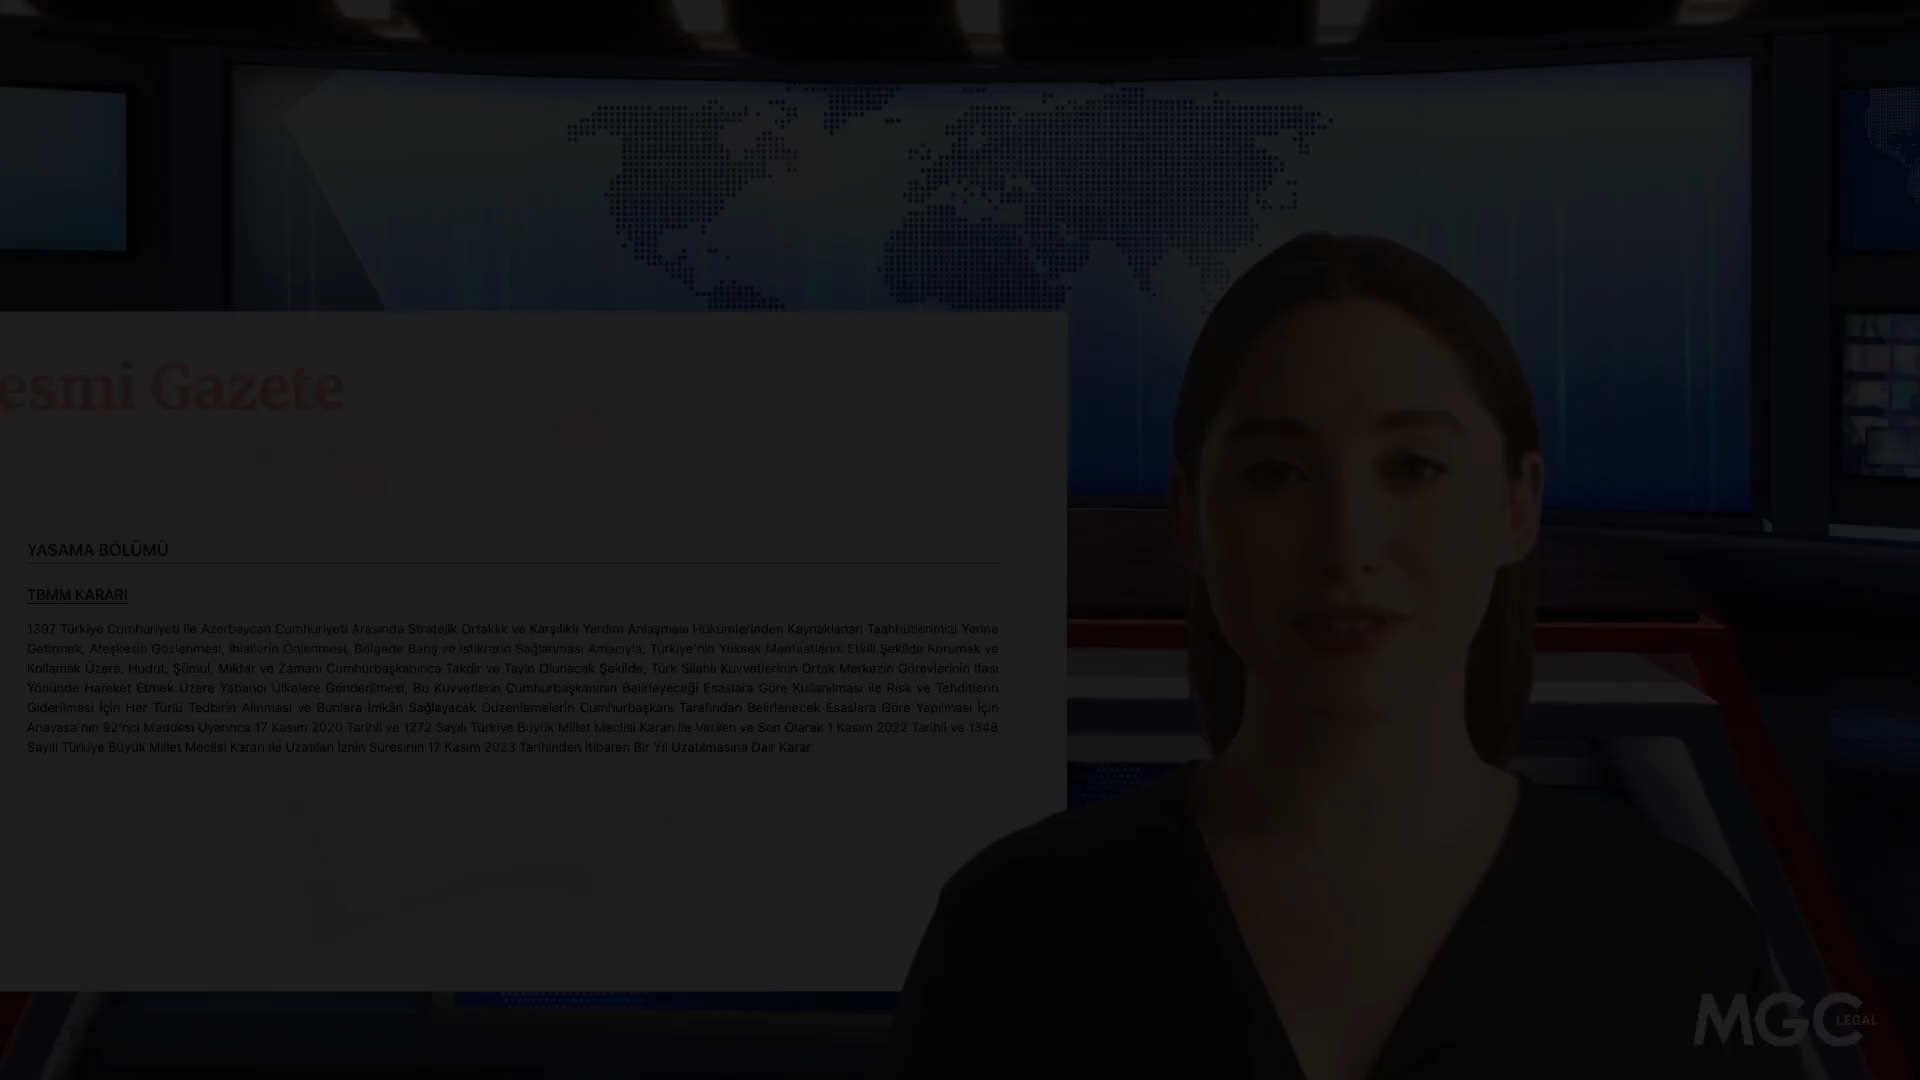 esmi Gazete
YASAMA BÖLÜMÜ
TBMM KARARI
1397 Türkiye Cumhuriyeti ile Azerbaycan Cumhuriyeti Arasında Stratejik Ortaklık ve Karşılıklı Yardım Anlaşması Hükümlerinden Kaynaklanan Taahhütlerimizi Yerine
Getirmek, Ateşkesin Gözlenmesi, İhlallerin Önlenmesi, Bölgede Barış ve İstikrarın Sağlanması Amacıyla, Türkiye'nin Yüksek Menfaatlerini Etkili Şekilde Korumak ve
Kollamak Üzere, Hudut, Şümul, Miktar ve Zamanı Cumhurbaşkanınca Takdir ve Tayin Olunacak Şekilde, Türk Silahlı Kuvvetlerinin Ortak Merkezin Görevlerinin İfası
Yönünde Hareket Etmek Üzere Yabancı Ülkelere Gönderilmesi, Bu Kuvvetlerin Cumhurbaşkanının Belirleyeceği Esaslara Göre Kullanılması ile Risk ve Tehditlerin
Giderilmesi İçin Her Türlü Tedbirin Alınması ve Bunlara İmkân Sağlayacak Düzenlemelerin Cumhurbaşkanı Tarafından Belirlenecek Esaslara Göre Yapılması İçin
Anayasa'nın 92'nci Maddesi Uyarınca 17 Kasım 2020 Tarihli ve 1272 Sayılı Türkiye Büyük Millet Meclisi Kararı ile Verilen ve Son Olarak 1 Kasım 2022 Tarihli ve 1348
Sayılı Türkiye Büyük Millet Meclisi Kararı ile Uzatılan İznin Süresinin 17 Kasım 2023 Tarihinden İtibaren Bir Yıl Uzatılmasına Dair Karar
MGC LEGAL